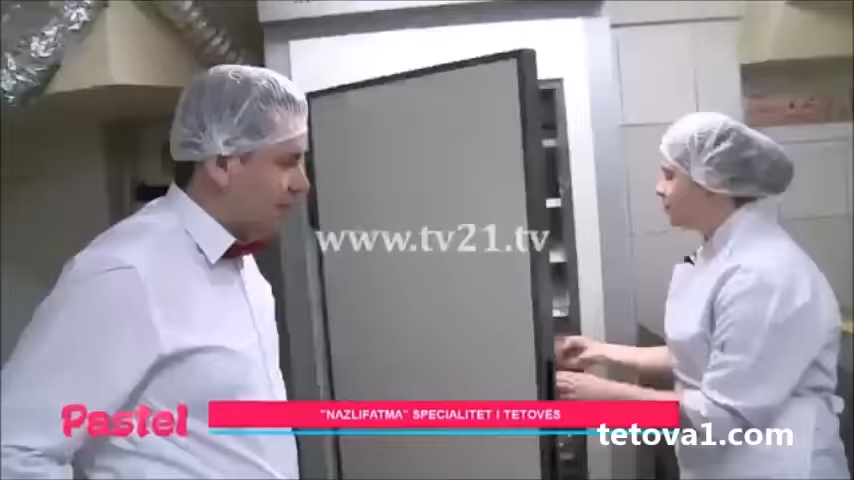 www.tv21.tv
Pastel
"NAZLIFATMA" SPECIALITET I TETOVËS
tetova1.com